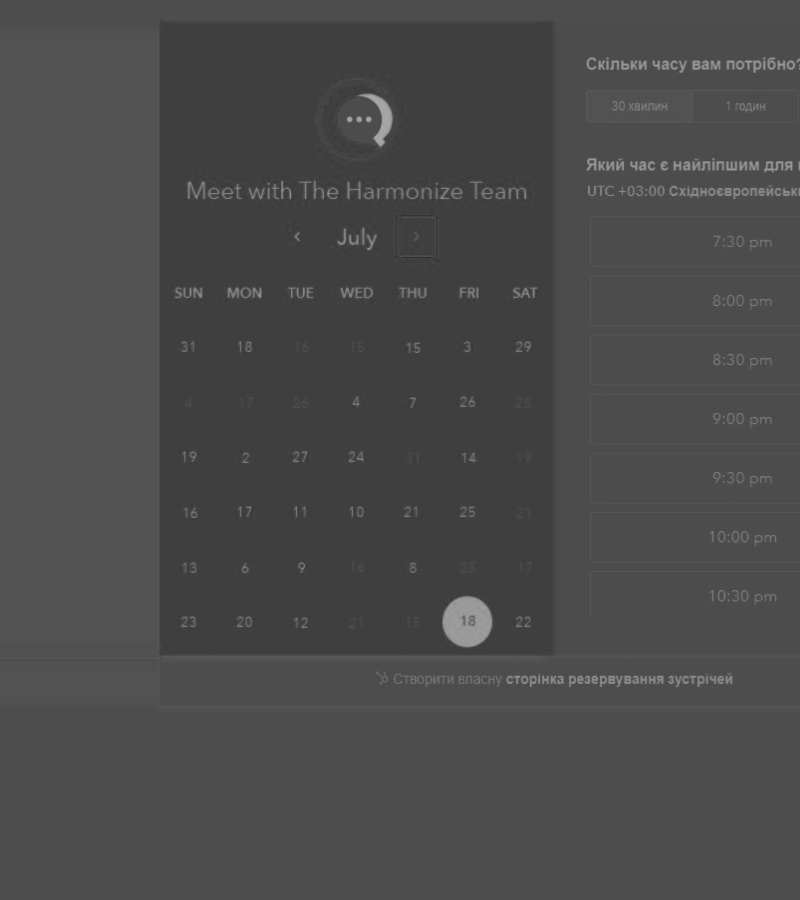 Meet with The Harmonize Team
July
SUN MON TUE WED THU FRI SAT
31 18 16 15 15 3 29
4 17 26 4 7 26 25
19 2 27 24 31 14 19
16 17 11 10 21 25 21
13 6 9 16 8 25 17
23 20 12 21 15 18 22
Скільки часу вам потрібно?
30 хвилин 1 годин
Який час є найліпшим для
UTC +03:00
7:30 pm
8:00 pm
8:30 pm
9:00 pm
9:30 pm
10:00 pm
10:30 pm
Створити власну сторінка резервування зустрічей